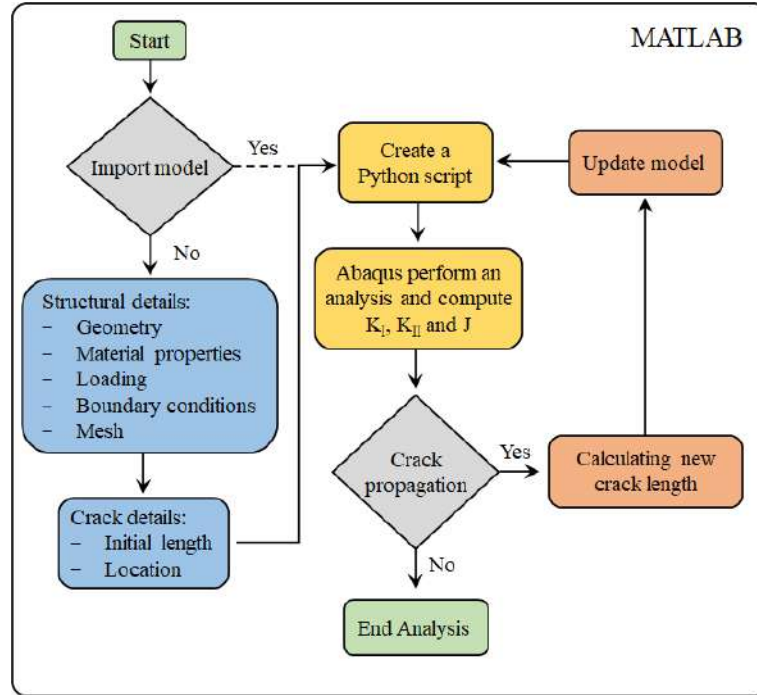 MATLAB
Start
Import model
Yes
No
Structural details:
– Geometry
– Material properties
– Loading
– Boundary conditions
– Mesh
Crack details:
– Initial length
– Location
Create a
Python script
Abaqus perform an
analysis and compute
K_I, K_II and J
Crack
propagation
Yes
No
End Analysis
Calculating new
crack length
Update model